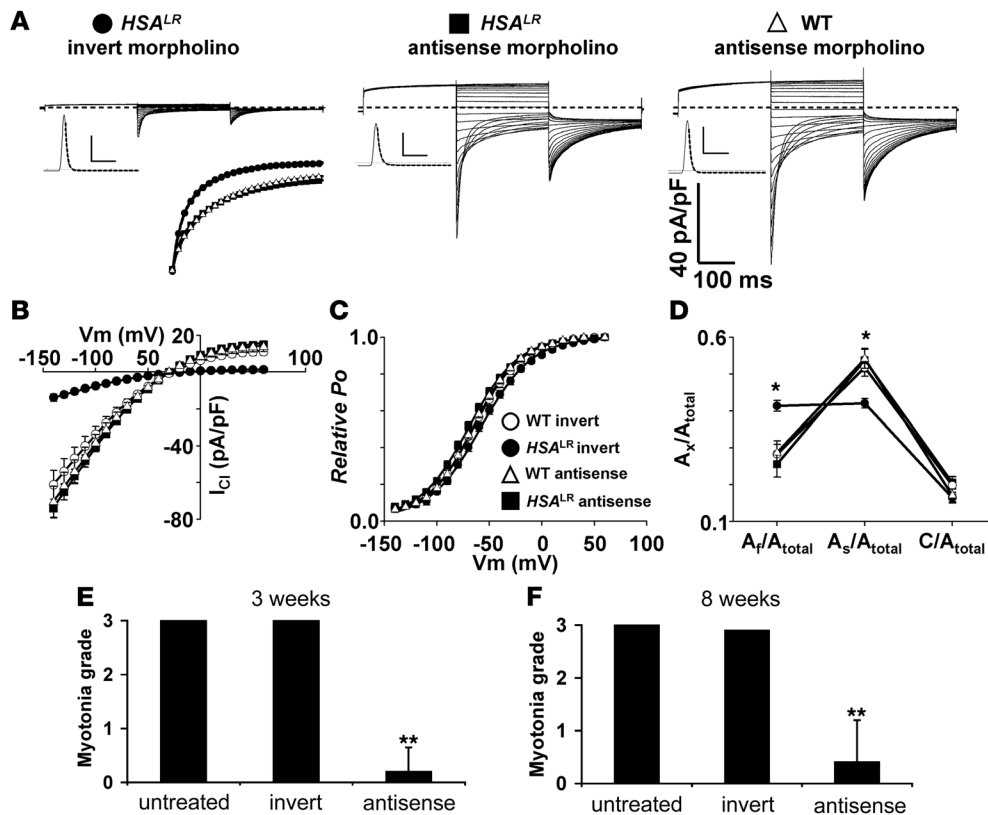 A
● HSA^LR
invert morpholino
■ HSA^LR
antisense morpholino
△ WT
antisense morpholino
40 pA/pF
100 ms
B
Vm (mV)
-150 -100 -50 50 100
20
-40
-80
I_Cl (pA/pF)
C
Relative Po
1.0
0.0
-150 -100 -50 0 50 100
Vm (mV)
○ WT invert
● HSA^LR invert
△ WT antisense
■ HSA^LR antisense
D
A_x/A_total
0.6
0.1
*
*
A_f/A_total A_s/A_total C/A_total
E
3 weeks
Myotonia grade
3
2
1
0
**
untreated invert antisense
F
8 weeks
Myotonia grade
3
2
1
0
**
untreated invert antisense